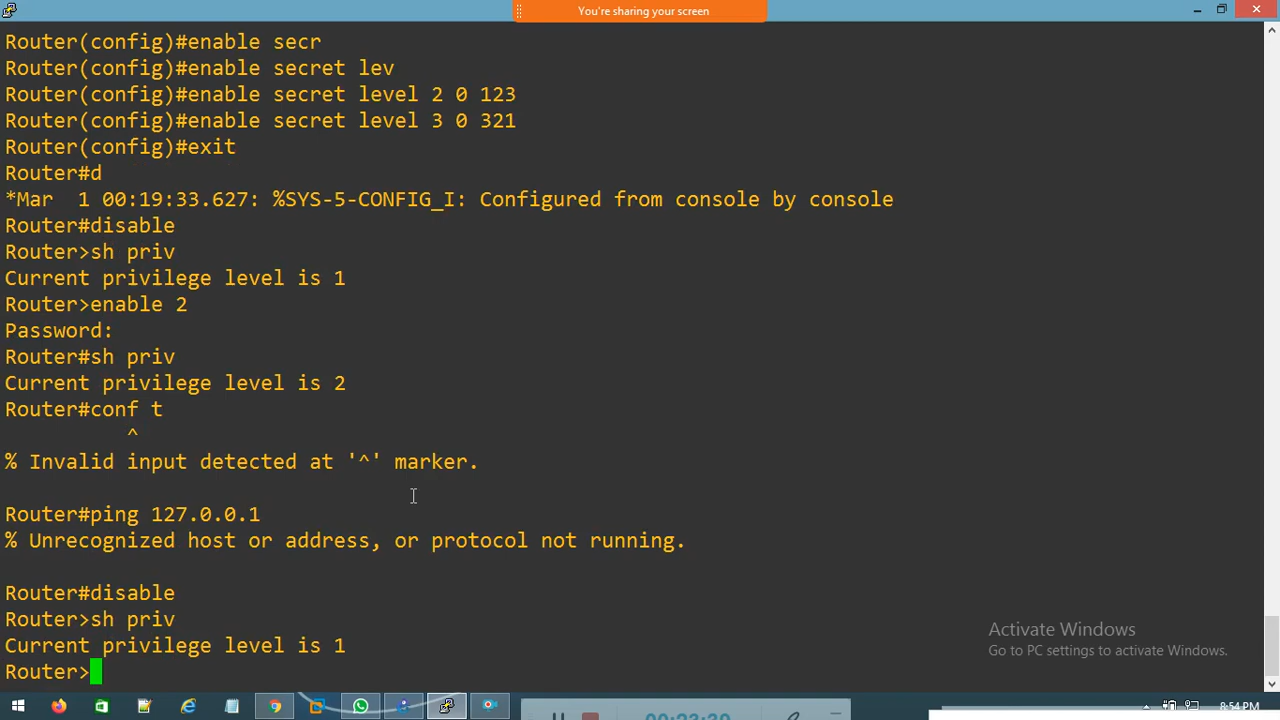 You're sharing your screen
Router(config)#enable secr
Router(config)#enable secret lev
Router(config)#enable secret level 2 0 123
Router(config)#enable secret level 3 0 321
Router(config)#exit
Router#d
*Mar  1 00:19:33.627: %SYS-5-CONFIG_I: Configured from console by console
Router#disable
Router>sh priv
Current privilege level is 1
Router>enable 2
Password:
Router#sh priv
Current privilege level is 2
Router#conf t
^
% Invalid input detected at '^' marker.
Router#ping 127.0.0.1
% Unrecognized host or address, or protocol not running.
Router#disable
Router>sh priv
Current privilege level is 1
Router>
Activate Windows
Go to PC settings to activate Windows.
8:54 PM